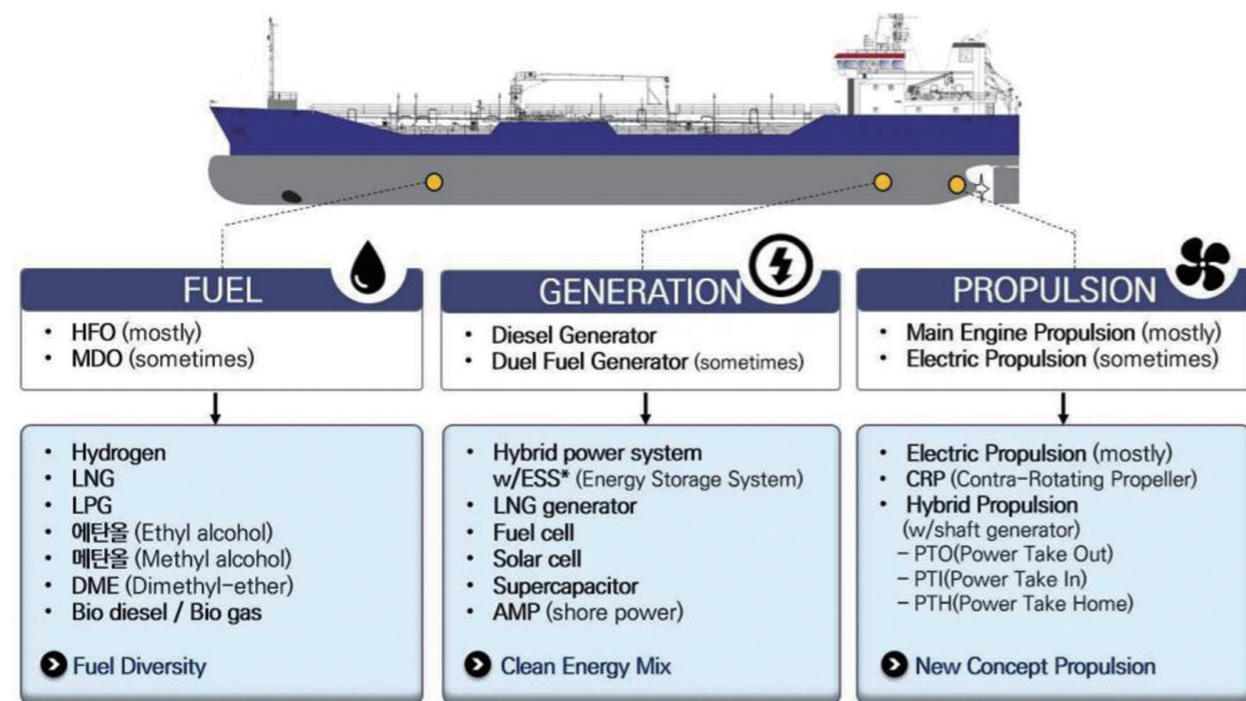 FUEL
• HFO (mostly)
• MDO (sometimes)
• Hydrogen
• LNG
• LPG
• 에탄올 (Ethyl alcohol)
• 메탄올 (Methyl alcohol)
• DME (Dimethyl-ether)
• Bio diesel / Bio gas
Fuel Diversity
GENERATION
• Diesel Generator
• Duel Fuel Generator (sometimes)
• Hybrid power system
w/ESS* (Energy Storage System)
• LNG generator
• Fuel cell
• Solar cell
• Supercapacitor
• AMP (shore power)
Clean Energy Mix
PROPULSION
• Main Engine Propulsion (mostly)
• Electric Propulsion (sometimes)
• Electric Propulsion (mostly)
• CRP (Contra-Rotating Propeller)
• Hybrid Propulsion
(w/shaft generator)
- PTO(Power Take Out)
- PTI(Power Take In)
- PTH(Power Take Home)
New Concept Propulsion